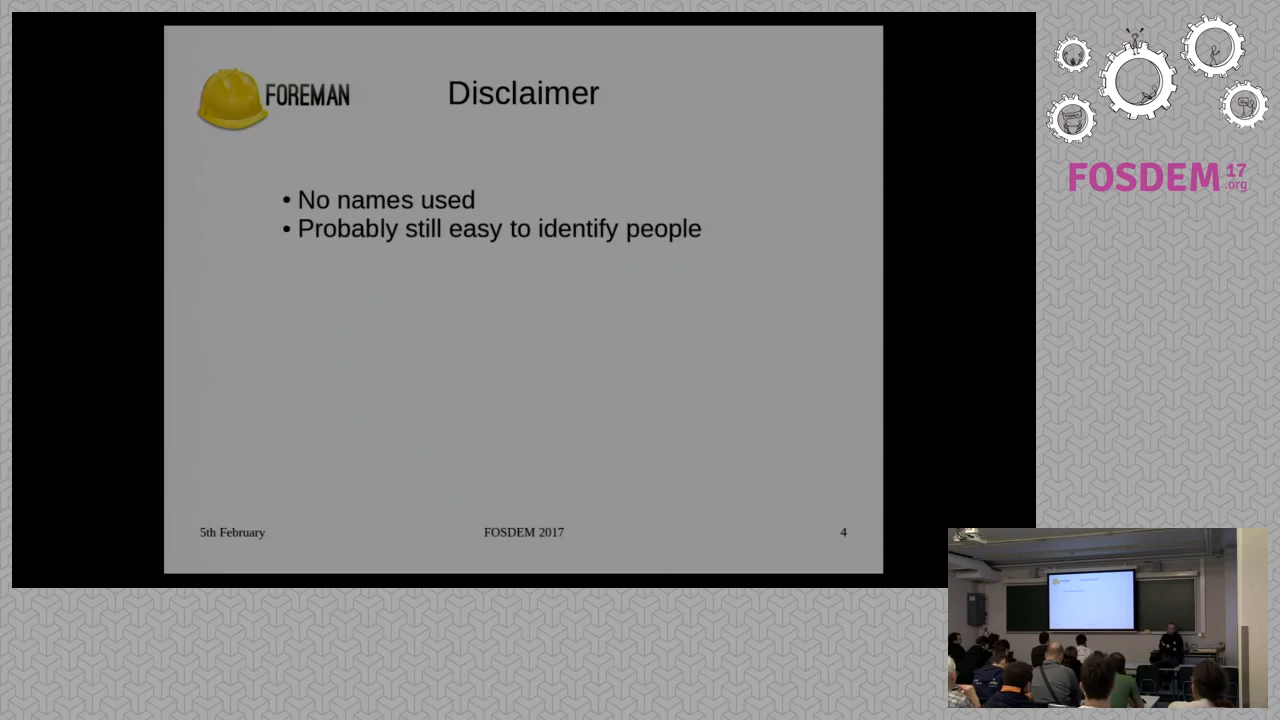 FOREMAN
Disclaimer
• No names used
• Probably still easy to identify people
5th February
FOSDEM 2017
4
FOSDEM 17
.org